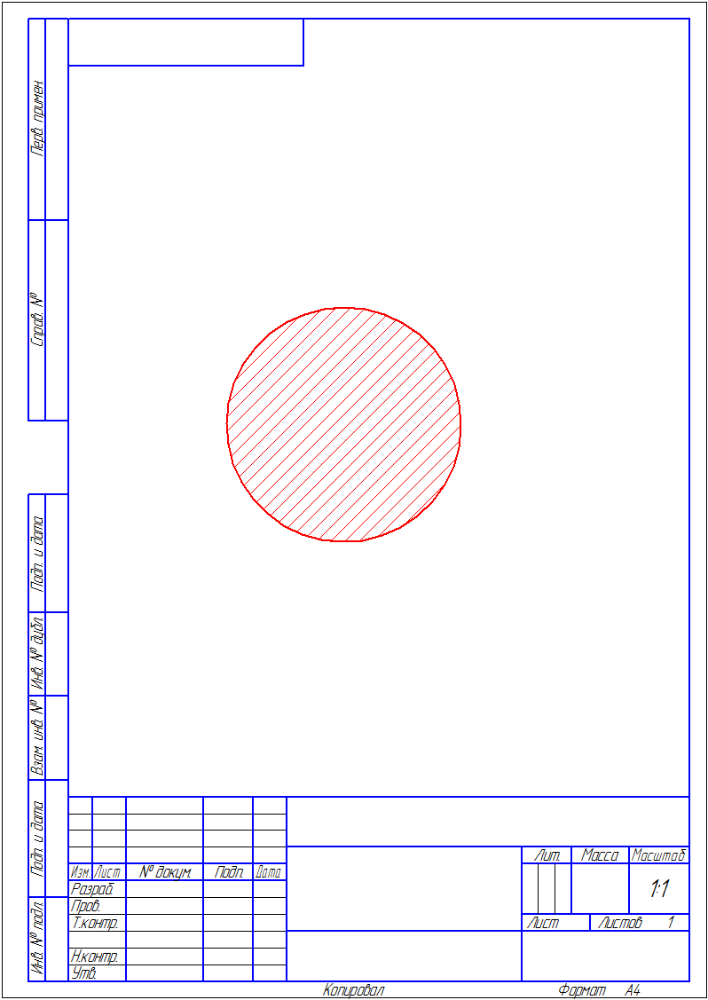 Перв. примен.
Справ. №
Подп. и дата
Инв. № дубл.
Взам. инв. №
Подп. и дата
Инв. № подл.
Лит. Масса Масштаб
Изм. Лист № докум. Подп. Дата
Разраб. 1:1
Пров.
Т.контр. Лист Листов 1
Н.контр.
Утв.
Копировал Формат А4